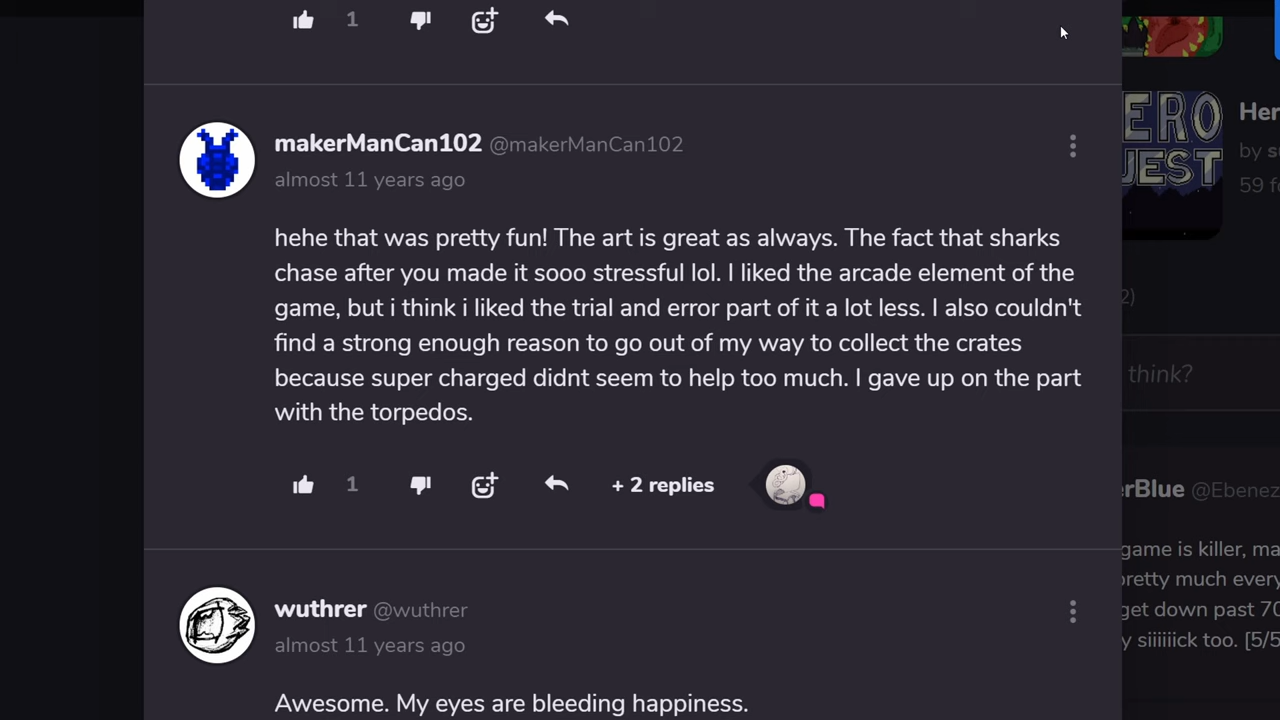 1
makerManCan102 @makerManCan102
almost 11 years ago
hehe that was pretty fun! The art is great as always. The fact that sharks
chase after you made it sooo stressful lol. I liked the arcade element of the
game, but i think i liked the trial and error part of it a lot less. I also couldn't
find a strong enough reason to go out of my way to collect the crates
because super charged didnt seem to help too much. I gave up on the part
with the torpedos.
1 + 2 replies
wuthrer @wuthrer
almost 11 years ago
Awesome. My eyes are bleeding happiness.
ERO
UEST
Her
by s
59 fo
2)
think?
rBlue @Ebenez
game is killer, ma
pretty much every
get down past 70
y siiiiiick too. [5/5